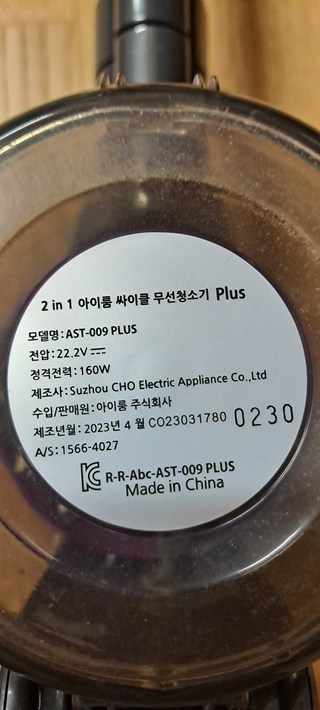 2 in 1 아이룸 싸이클 무선청소기 Plus
모델명 : AST-009 PLUS
전압 : 22.2V ⎓
정격전력 : 160W
제조사 : Suzhou CHO Electric Appliance Co.,Ltd
수입/판매원 : 아이룸 주식회사
제조년월 : 2023년 4 월 CO23031780 0230
A/S : 1566-4027
R-R-Abc-AST-009 PLUS
Made in China